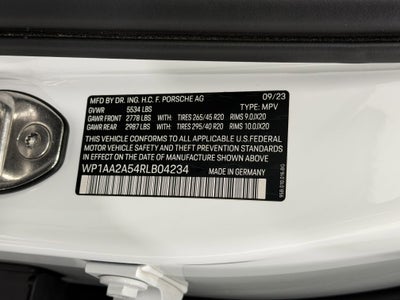 MFD BY DR. ING. H.C. F. PORSCHE AG 09/23
GVWR 5534 LBS TYPE: MPV
GAWR FRONT 2778 LBS WITH: TIRES 265/45 R20 RIMS 9.0JX20
GAWR REAR 2987 LBS WITH: TIRES 295/40 R20 RIMS 10.0JX20
THIS VEHICLE CONFORMS TO ALL APPLICABLE U.S.FEDERAL
MOTOR VEHICLE SAFETY AND THEFT PREVENTION STANDARDS
IN EFFECT ON THE DATE OF MANUFACTURE SHOWN ABOVE
WP1AA2A54RLB04234 MADE IN GERMANY